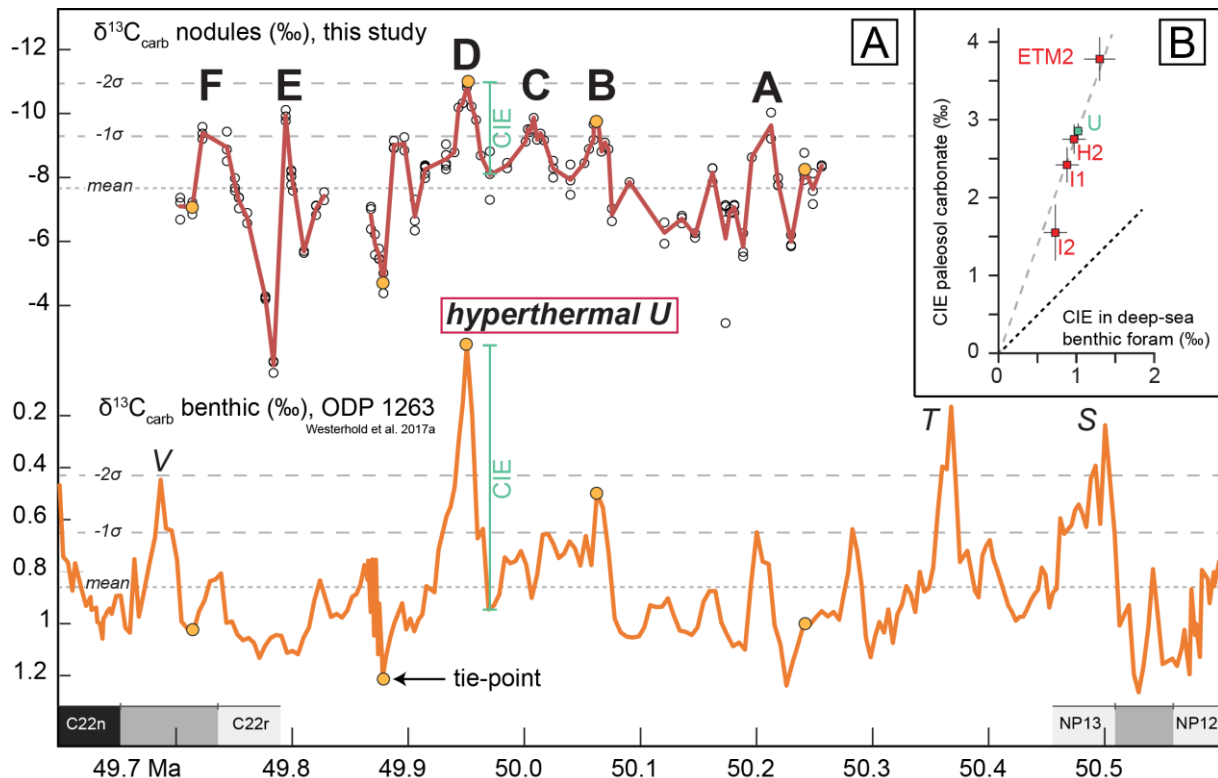 δ¹³C_carb nodules (‰), this study
A
-12
-10
-8
-6
-4
-2σ
-1σ
mean
F
E
D
C
B
A
CIE
hyperthermal U
δ¹³C_carb benthic (‰), ODP 1263
Westerhold et al. 2017a
0.2
0.4
0.6
0.8
1
1.2
-2σ
-1σ
mean
V
CIE
T
S
tie-point
C22n
C22r
NP13
NP12
49.7 Ma
49.8
49.9
50.0
50.1
50.2
50.3
50.4
50.5
B
CIE paleosol carbonate (‰)
4
3
2
1
0
ETM2
U
H2
I1
I2
CIE in deep-sea
benthic foram (‰)
0
1
2